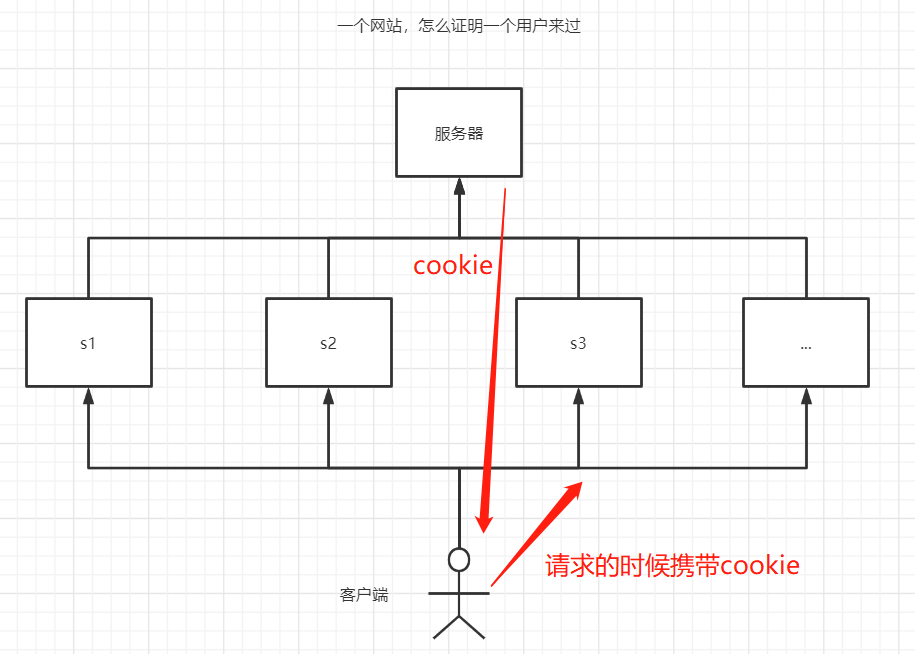 一个网站，怎么证明一个用户来过
服务器
cookie
s1
s2
s3
...
请求的时候携带cookie
客户端